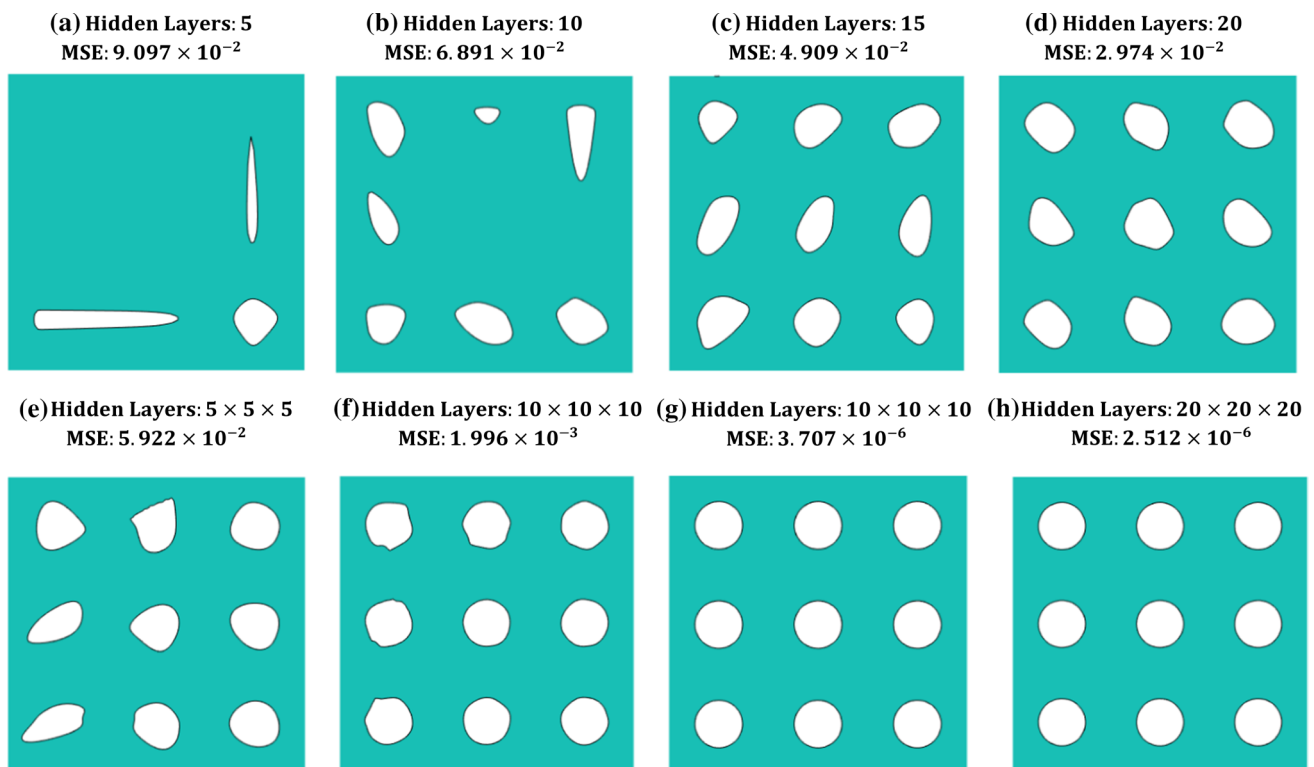 (a) Hidden Layers: 5
MSE: 9.097 × 10⁻²
(b) Hidden Layers: 10
MSE: 6.891 × 10⁻²
(c) Hidden Layers: 15
MSE: 4.909 × 10⁻²
(d) Hidden Layers: 20
MSE: 2.974 × 10⁻²
(e) Hidden Layers: 5 × 5 × 5
MSE: 5.922 × 10⁻²
(f) Hidden Layers: 10 × 10 × 10
MSE: 1.996 × 10⁻³
(g) Hidden Layers: 10 × 10 × 10
MSE: 3.707 × 10⁻⁶
(h) Hidden Layers: 20 × 20 × 20
MSE: 2.512 × 10⁻⁶